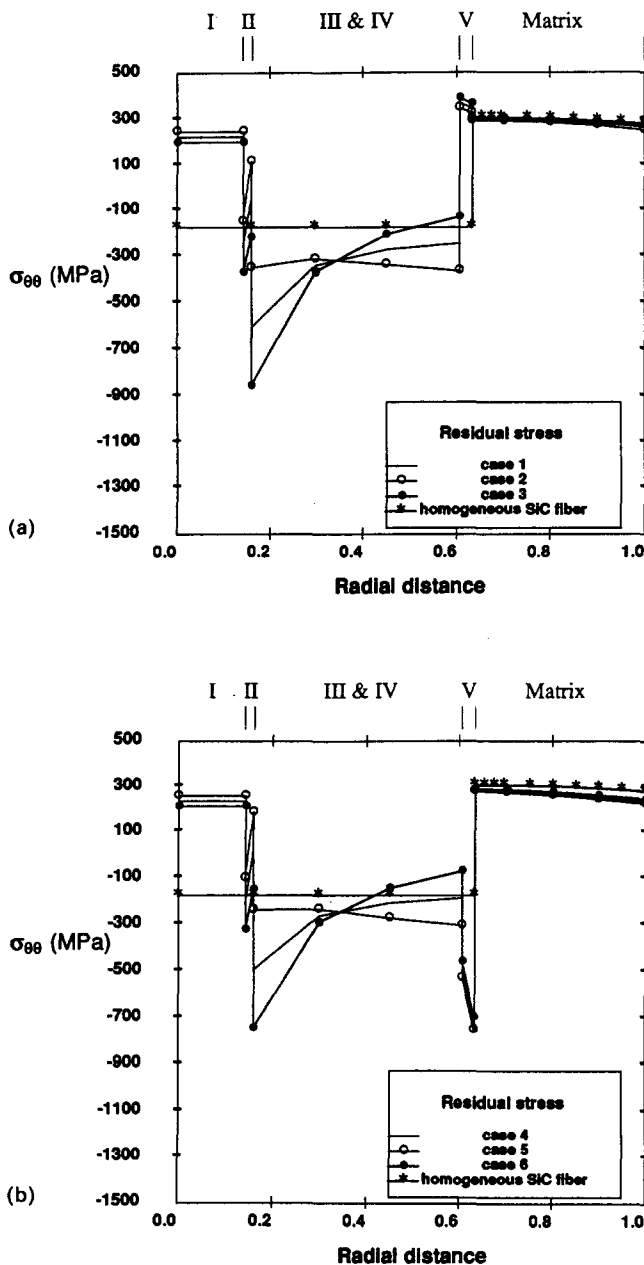 I II III & IV V Matrix
500
300
100
-100
-300
-500
-700
-900
-1100
-1300
-1500
σθθ (MPa)
Residual stress
case 1
case 2
case 3
homogeneous SiC fiber
(a)
0.0 0.2 0.4 0.6 0.8 1.0
Radial distance
I II III & IV V Matrix
500
300
100
-100
-300
-500
-700
-900
-1100
-1300
-1500
σθθ (MPa)
Residual stress
case 4
case 5
case 6
homogeneous SiC fiber
(b)
0.0 0.2 0.4 0.6 0.8 1.0
Radial distance